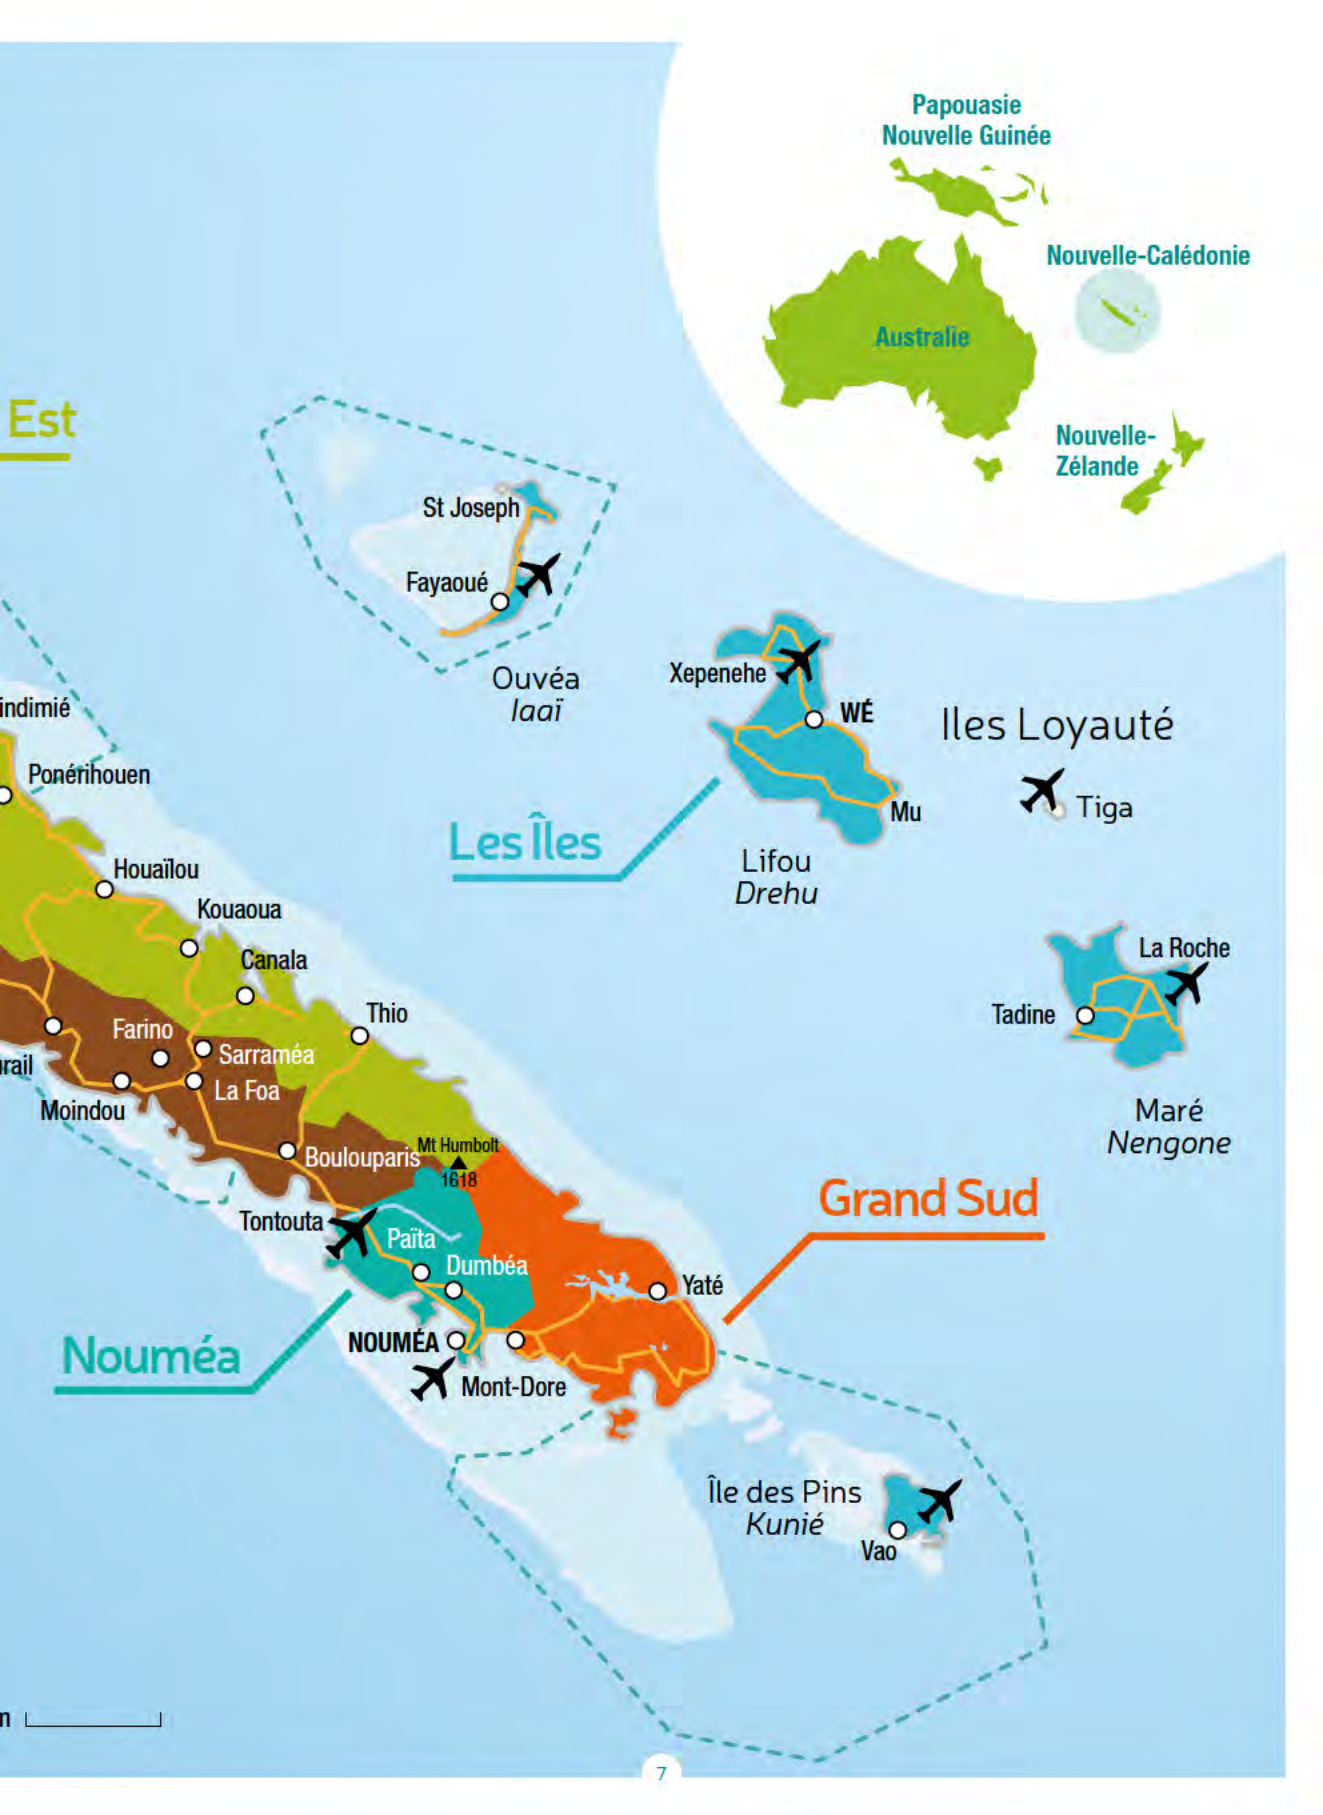 Papouasie
Nouvelle Guinée
Nouvelle-Calédonie
Australie
Nouvelle-
Zélande
Est
St Joseph
Fayaoué
Ouvéa
Iaaï
Xepenehe
WÉ
Iles Loyauté
Tiga
Mu
indimié
Ponérihouen
Les Îles
Lifou
Drehu
Houaïlou
Kouaoua
Canala
La Roche
Tadine
Thio
Farino
Sarraméa
urail
La Foa
Moindou
Maré
Nengone
Boulouparis
Mt Humbolt
1618
Grand Sud
Tontouta
Païta
Dumbéa
Yaté
Nouméa
NOUMÉA
Mont-Dore
Île des Pins
Kunié
Vao
m
7